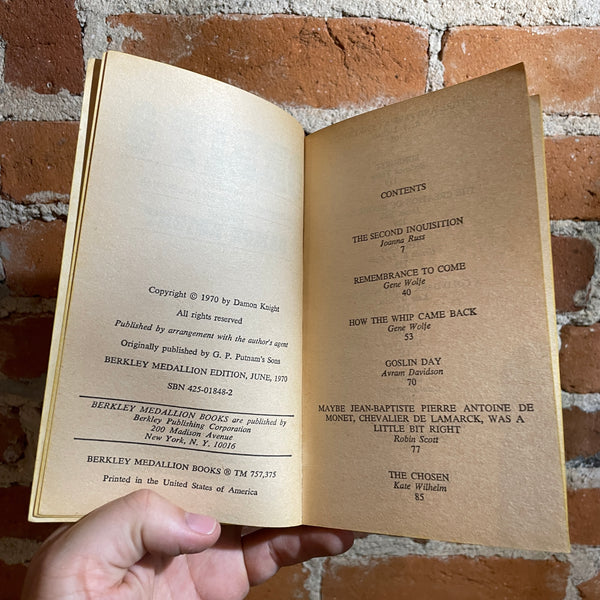 Copyright © 1970 by Damon Knight
All rights reserved
Published by arrangement with the author's agent
Originally published by G. P. Putnam's Sons
BERKLEY MEDALLION EDITION, JUNE, 1970
SBN 425-01848-2
BERKLEY MEDALLION BOOKS are published by
Berkley Publishing Corporation
200 Madison Avenue
New York, N. Y. 10016
BERKLEY MEDALLION BOOKS ® TM 757,375
Printed in the United States of America
CONTENTS
THE SECOND INQUISITION
Joanna Russ
7
REMEMBRANCE TO COME
Gene Wolfe
40
HOW THE WHIP CAME BACK
Gene Wolfe
53
GOSLIN DAY
Avram Davidson
70
MAYBE JEAN-BAPTISTE PIERRE ANTOINE DE
MONET, CHEVALIER DE LAMARCK, WAS A
LITTLE BIT RIGHT
Robin Scott
77
THE CHOSEN
Kate Wilhelm
85